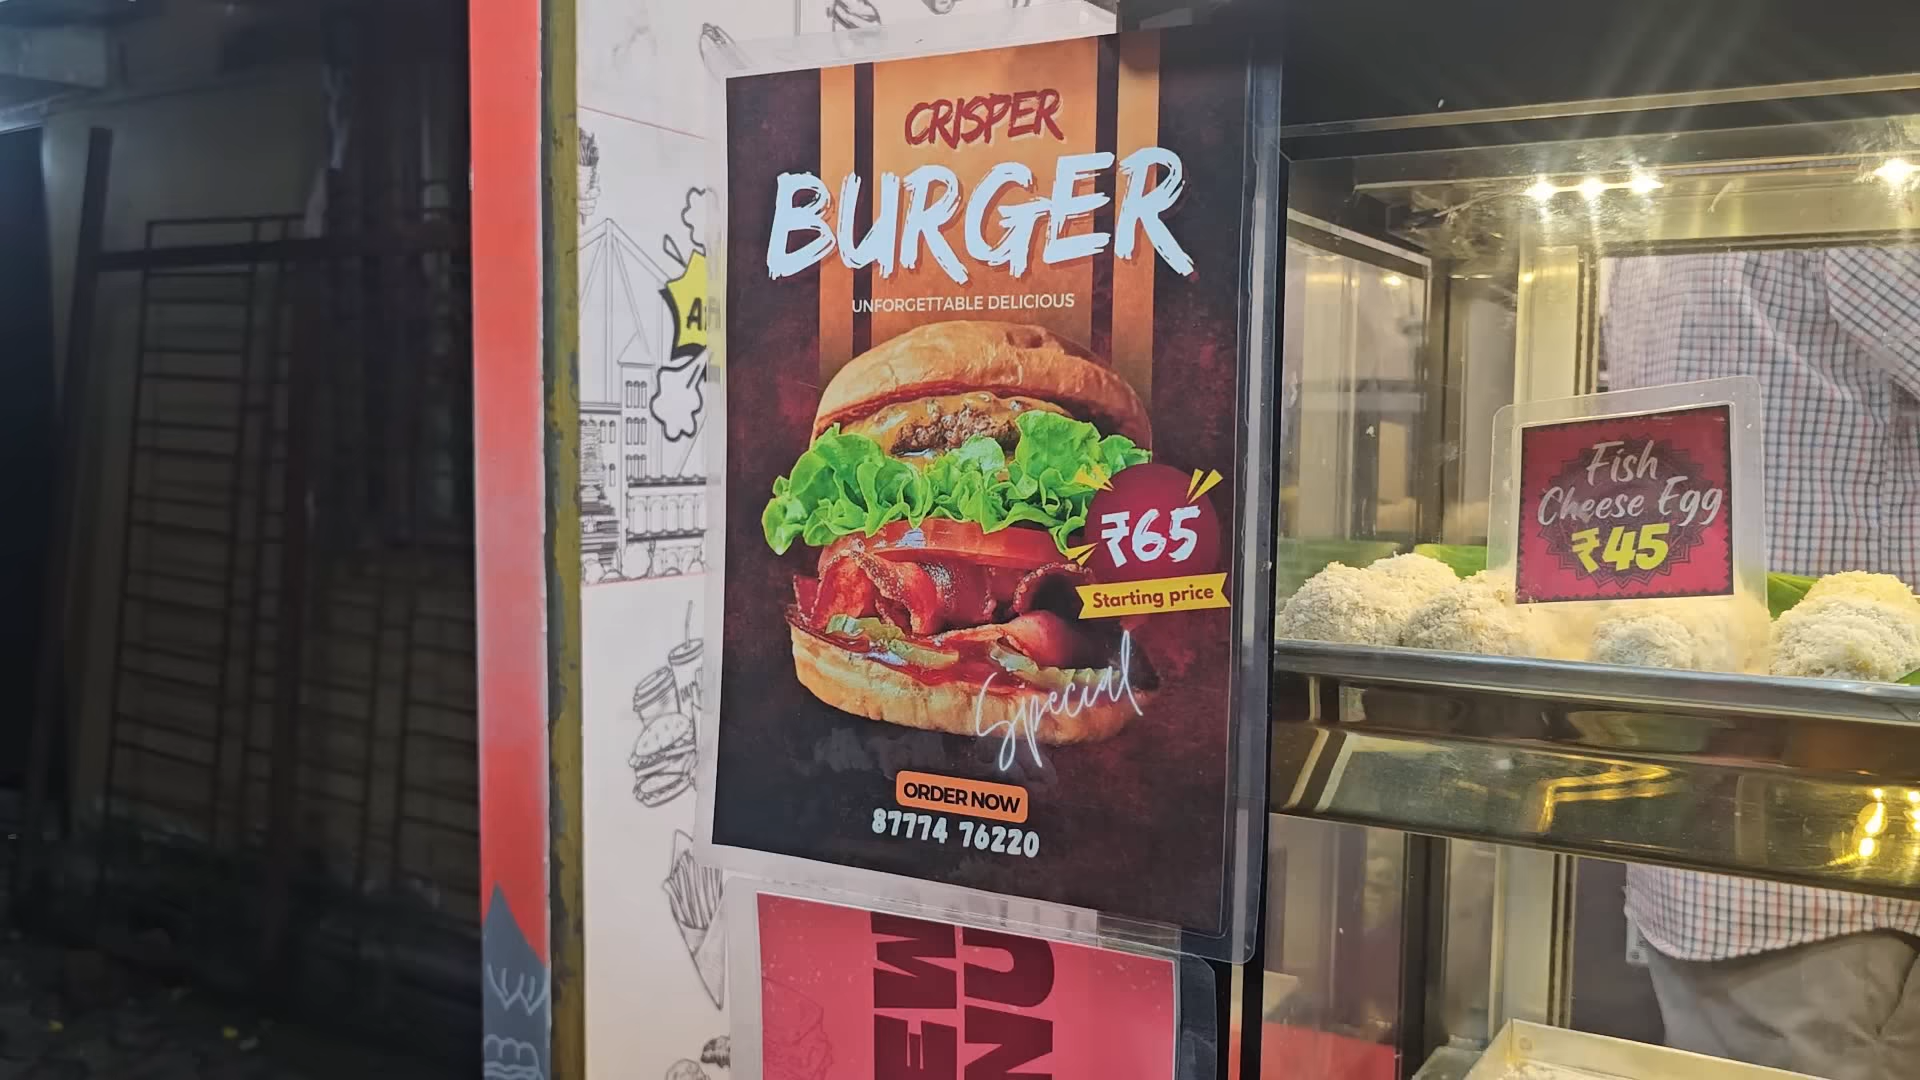 CRISPER
BURGER
UNFORGETTABLE DELICIOUS
₹65
Starting price
Special
ORDER NOW
87774 76220
Fish
Cheese Egg
₹45